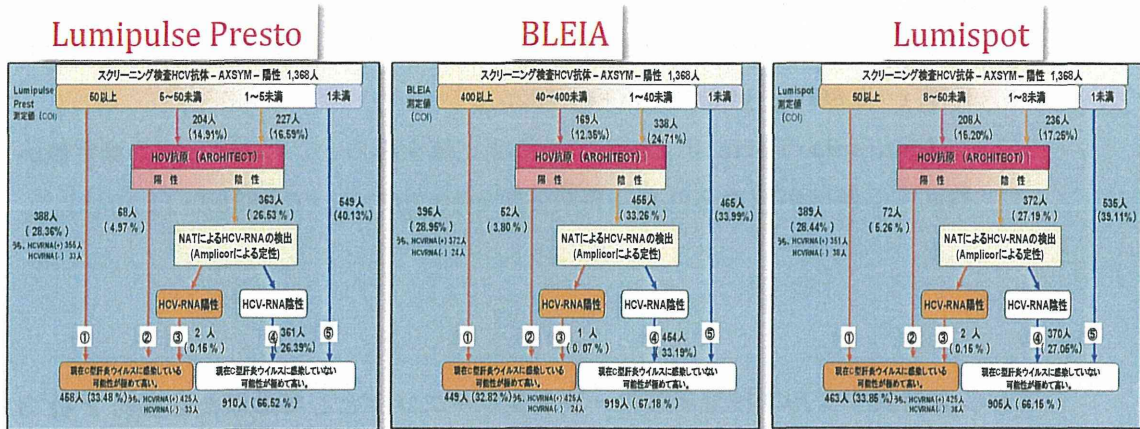 Lumipulse Presto
スクリーニング検査HCV抗体－AXSYM－陽性 1,368人
Lumipulse
Prest
測定値 (COI)
50以上
5～50未満
1～5未満
1未満
204人
(14.91%)
227人
(16.59%)
HCV抗原（ARCHITECT）
陽 性
陰 性
388人
(28.36%)
うち、HCVRNA(+) 355人
HCVRNA(-) 33人
68人
( 4.97 %)
363人
(26.53 %)
549人
(40.13%)
NATによるHCV-RNAの検出
(Amplicorによる定性)
HCV-RNA陽性
HCV-RNA陰性
①
②
③
④
⑤
2 人
( 0.15 %)
361人
(26.39%)
現在C型肝炎ウイルスに感染している
可能性が極めて高い。
現在C型肝炎ウイルスに感染していない
可能性が極めて高い。
458人 (33.48 %)
うち、HCVRNA(+) 425人
HCVRNA(-) 33人
910人 ( 66.52 %)
BLEIA
スクリーニング検査HCV抗体－AXSYM－陽性 1,368人
BLEIA
測定値
(COI)
400以上
40～400未満
1～40未満
1未満
169人
(12.35%)
338人
(24.71%)
HCV抗原（ARCHITECT）
陽 性
陰 性
396人
(28.95%)
うち、HCVRNA(+) 372人
HCVRNA(-) 24人
52人
( 3.80 %)
455人
(33.26 %)
465人
(33.99%)
NATによるHCV-RNAの検出
(Amplicorによる定性)
HCV-RNA陽性
HCV-RNA陰性
①
②
③
④
⑤
1 人
( 0.07 %)
454人
33.19%)
現在C型肝炎ウイルスに感染している
可能性が極めて高い。
現在C型肝炎ウイルスに感染していない
可能性が極めて高い。
449人 ( 32.82 %)
うち、HCVRNA(+) 425人
HCVRNA(-) 24人
919人 ( 67.18 %)
Lumispot
スクリーニング検査HCV抗体－AXSYM－陽性 1,368人
Lumispot
測定値
(COI)
50以上
8～50未満
1～8未満
1未満
208人
(15.20%)
236人
(17.25%)
HCV抗原（ARCHITECT）
陽 性
陰 性
389人
(28.44%)
うち、HCVRNA(+) 351人
HCVRNA(-) 38人
72人
( 5.26 %)
372人
( 27.19 %)
535人
(39.11%)
NATによるHCV-RNAの検出
(Amplicorによる定性)
HCV-RNA陽性
HCV-RNA陰性
①
②
③
④
⑤
2 人
( 0.15 %)
370人
(27.05%)
現在C型肝炎ウイルスに感染している
可能性が極めて高い。
現在C型肝炎ウイルスに感染していない
可能性が極めて高い。
463人 (33.85 %)
うち、HCVRNA(+) 425人
HCVRNA(-) 38人
905人 ( 66.15 %)